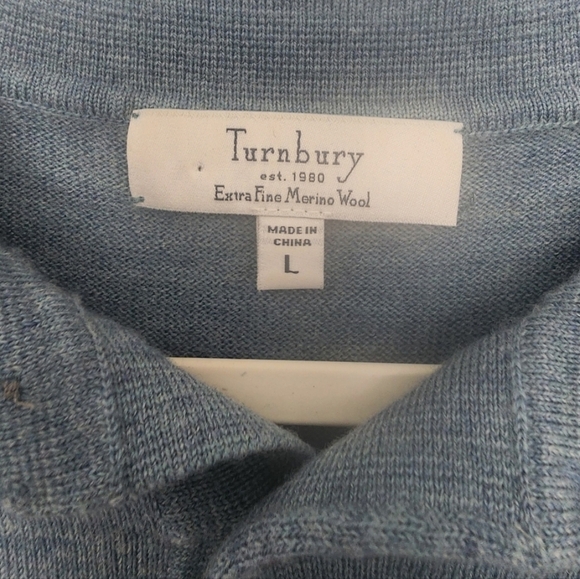 Turnbury
est. 1980
Extra Fine Merino Wool
MADE IN
CHINA
L